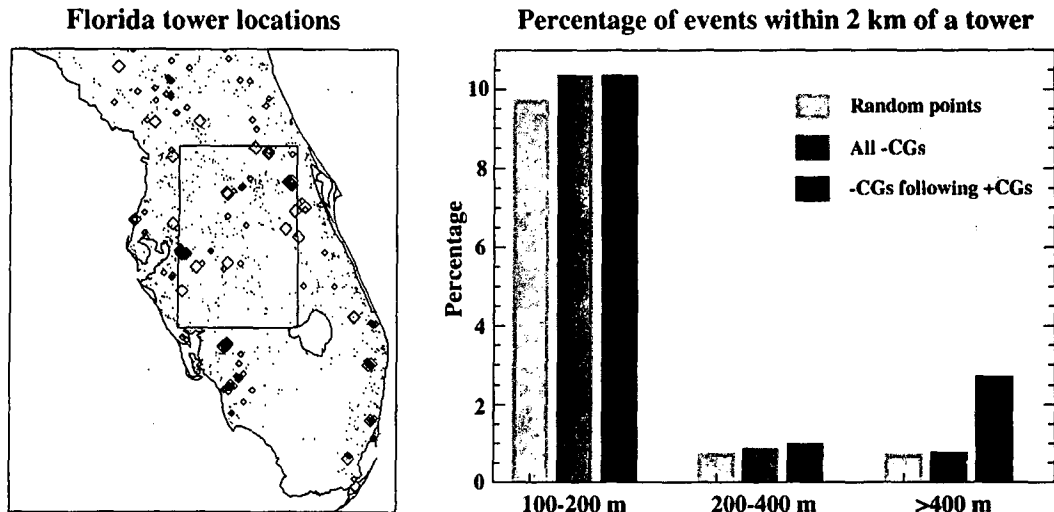 Florida tower locations
Percentage of events within 2 km of a tower
Percentage
10
8
6
4
2
0
Random points
All -CGs
-CGs following +CGs
100-200 m
200-400 m
>400 m